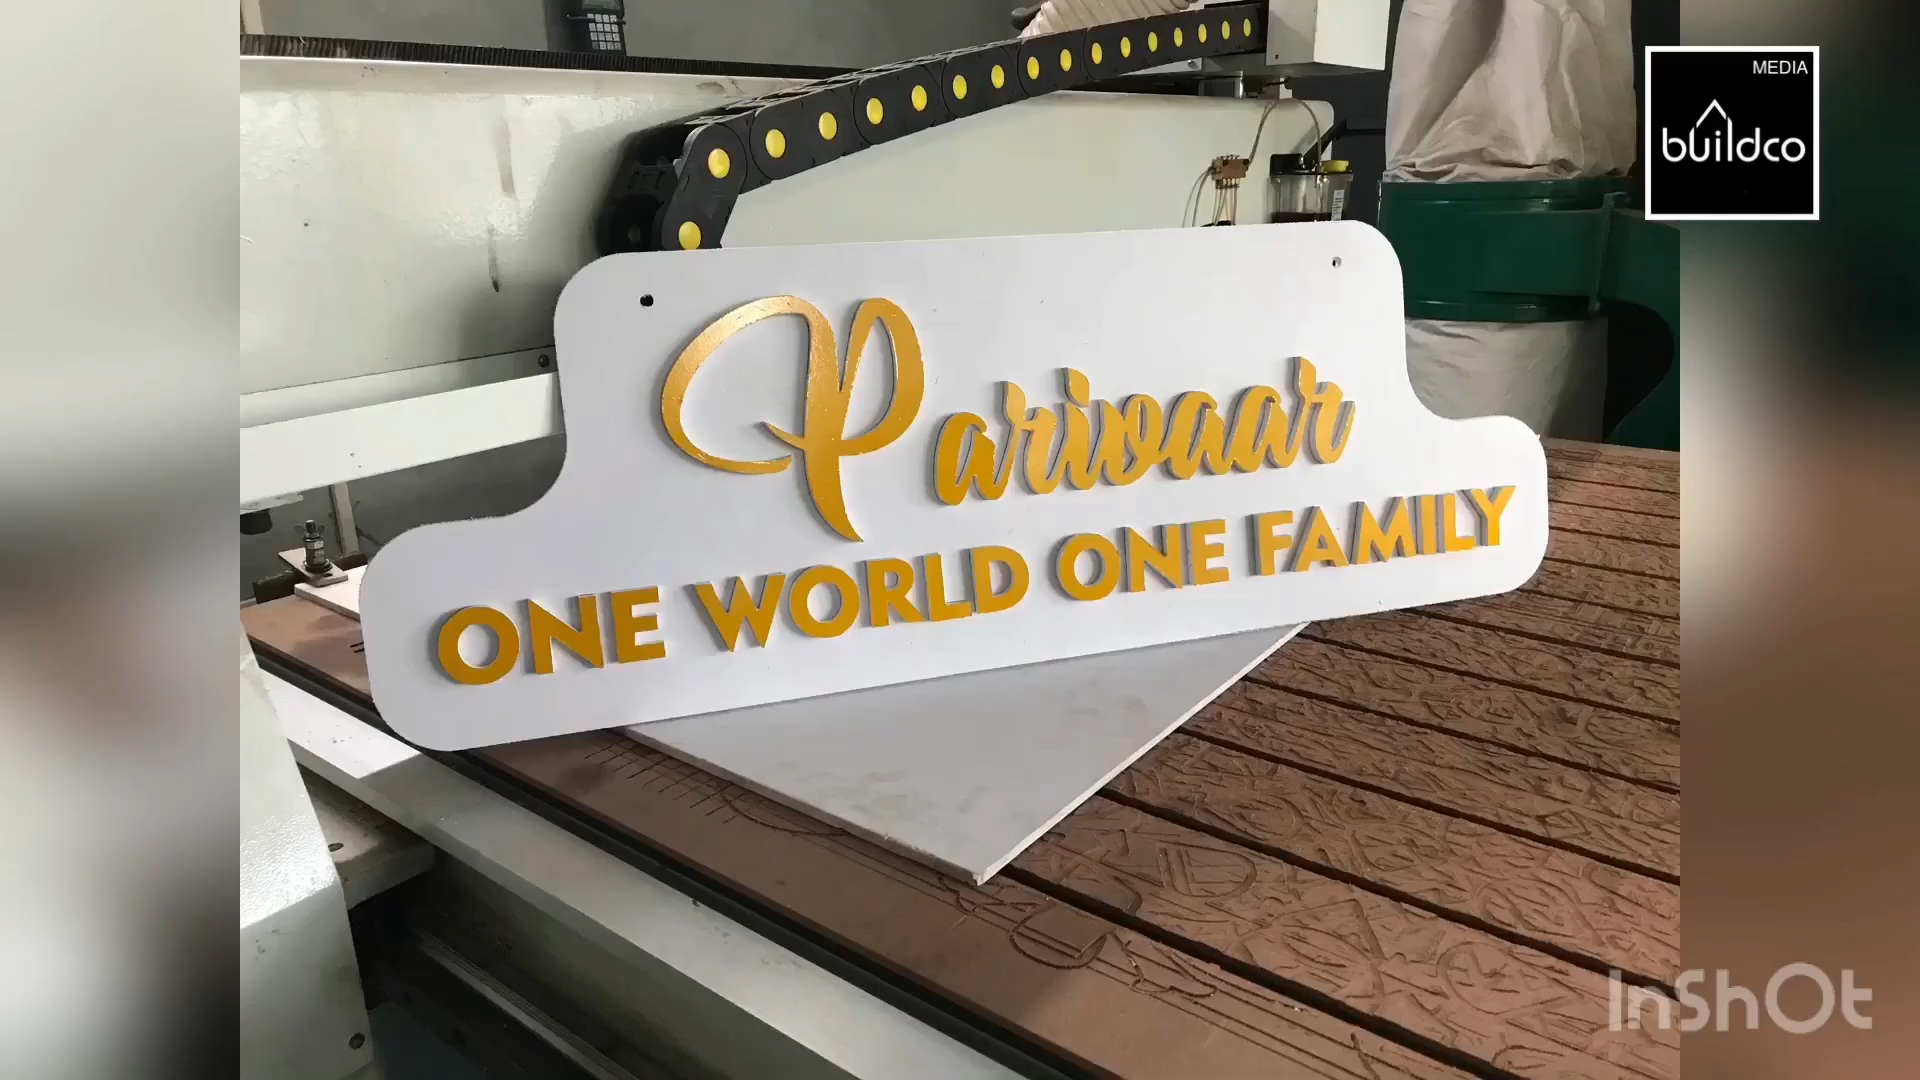 MEDIA
buildco
Parivaar
ONE WORLD ONE FAMILY
InShOt